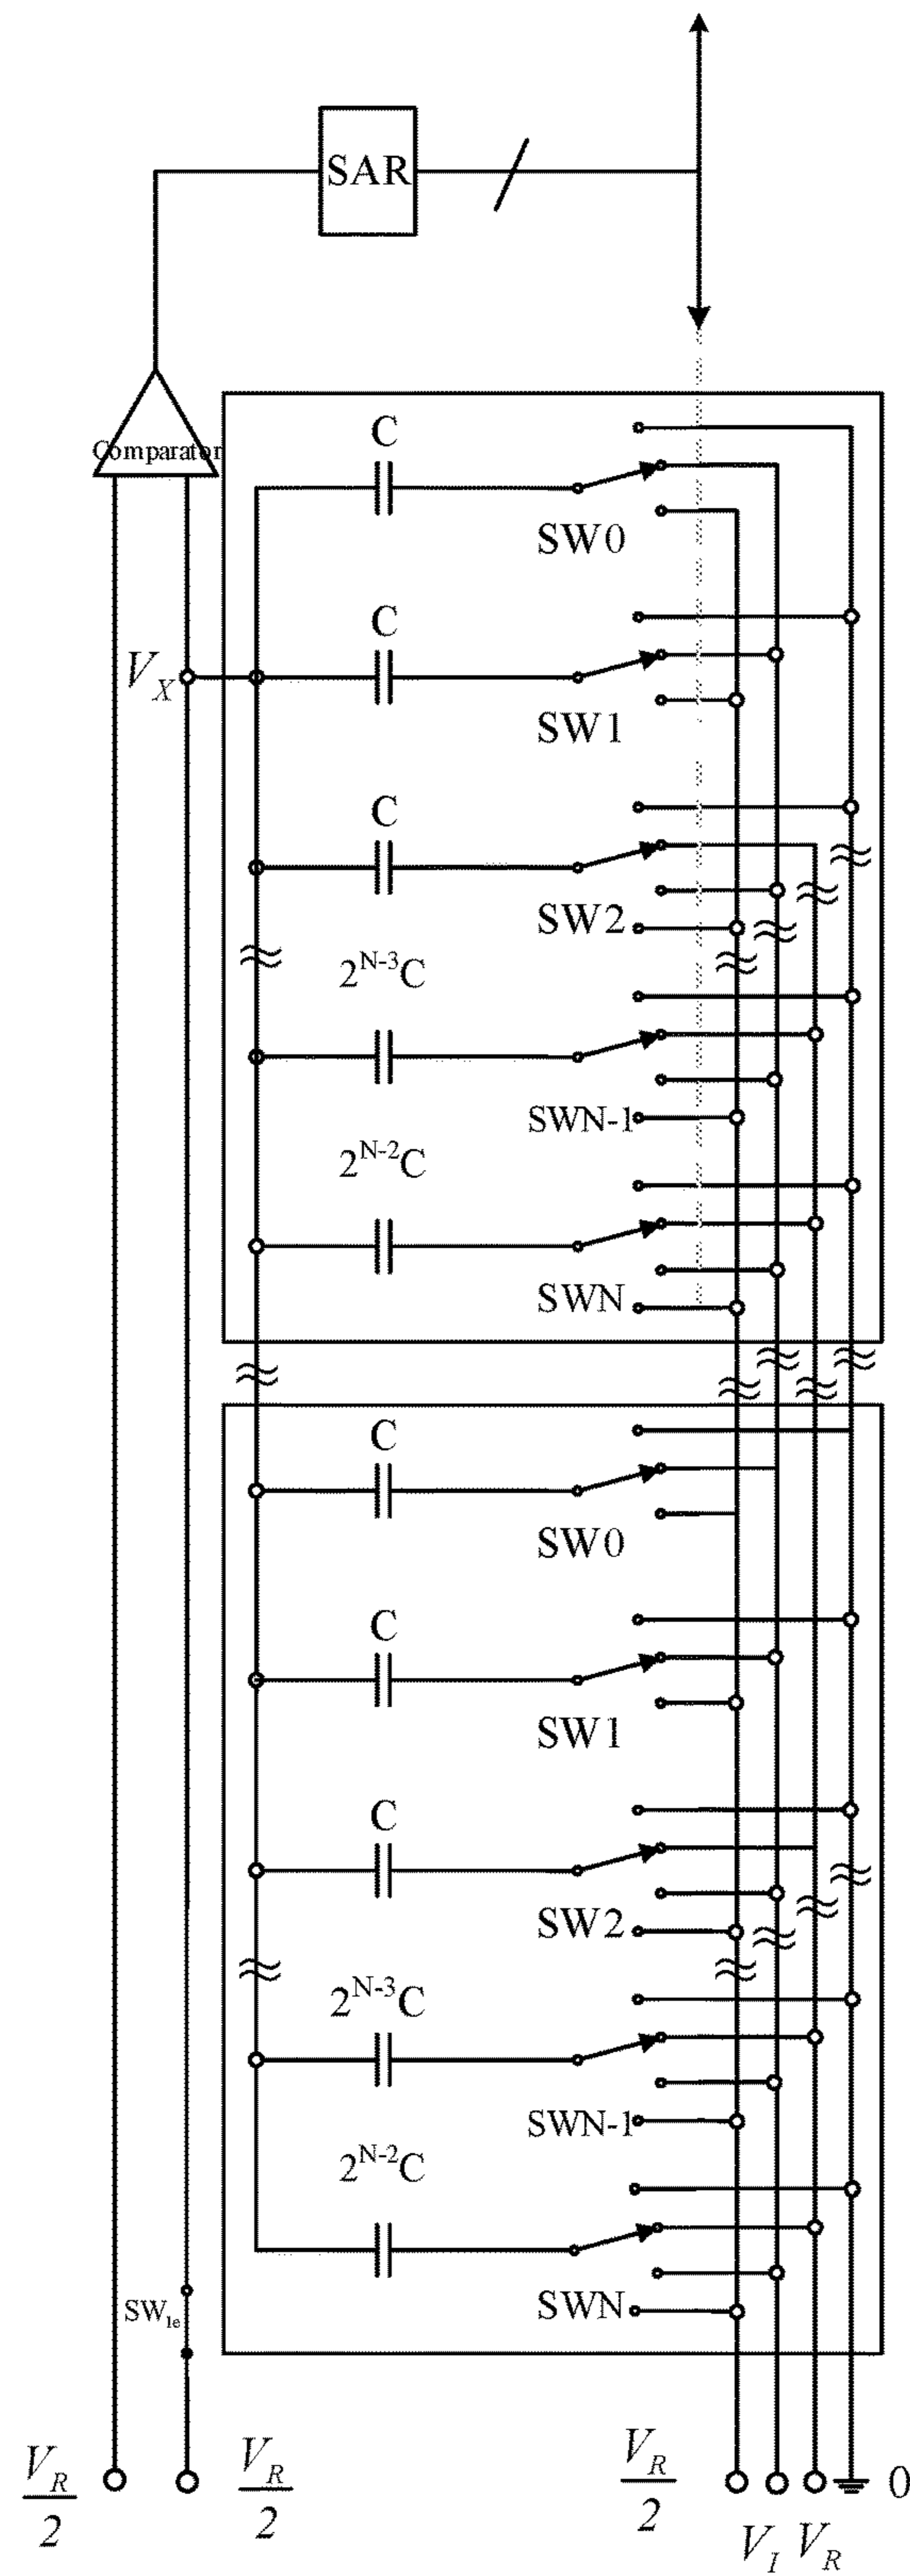 SAR
Comparator
C
SW0
C
V_X
SW1
C
SW2
2^{N-3}C
SWN-1
2^{N-2}C
SWN
C
SW0
C
SW1
C
SW2
2^{N-3}C
SWN-1
2^{N-2}C
SWN
SW_{1e}
V_R/2
V_R/2
V_R/2
V_I
V_R
0